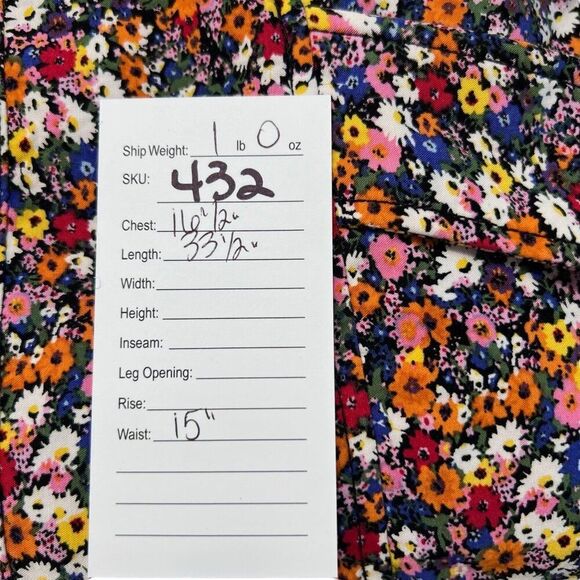 Ship Weight: 1 lb 0 oz
SKU: 432
Chest: 16 1/2"
Length: 33 1/2"
Width:
Height:
Inseam:
Leg Opening:
Rise:
Waist: 15"